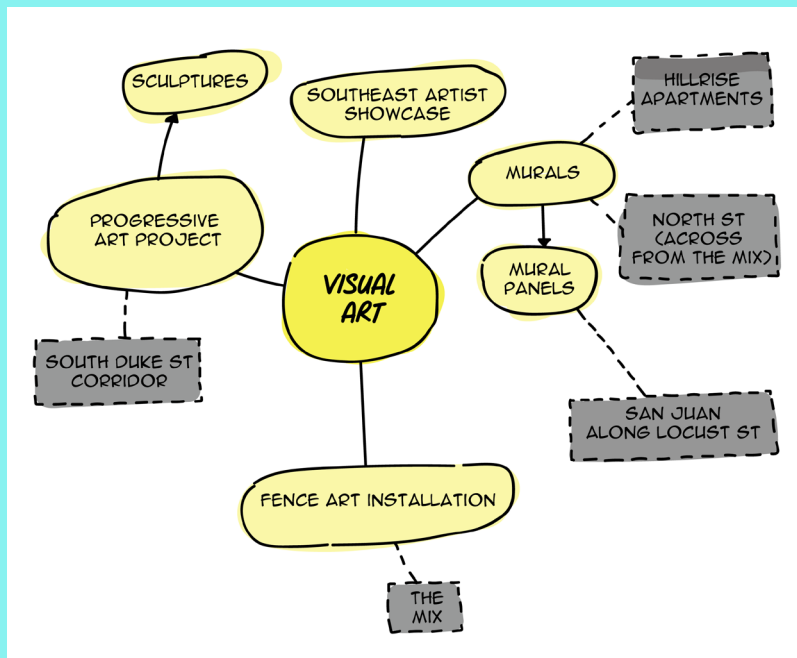 SCULPTURES
SOUTHEAST ARTIST
SHOWCASE
HILLRISE
APARTMENTS
MURALS
PROGRESSIVE
ART PROJECT
NORTH ST
(ACROSS
FROM THE MIX)
VISUAL
ART
MURAL
PANELS
SOUTH DUKE ST
CORRIDOR
SAN JUAN
ALONG LOCUST ST
FENCE ART INSTALLATION
THE
MIX